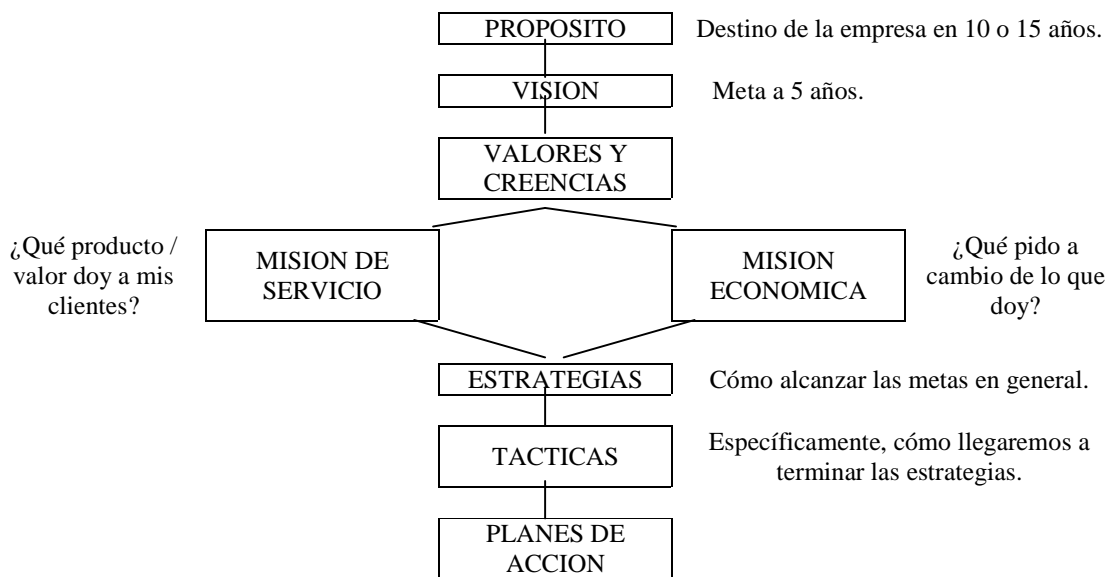 PROPOSITO
Destino de la empresa en 10 o 15 años.
VISION
Meta a 5 años.
VALORES Y
CREENCIAS
¿Qué producto /
valor doy a mis
clientes?
MISION DE
SERVICIO
MISION
ECONOMICA
¿Qué pido a
cambio de lo que
doy?
ESTRATEGIAS
Cómo alcanzar las metas en general.
TACTICAS
Específicamente, cómo llegaremos a
terminar las estrategias.
PLANES DE
ACCION